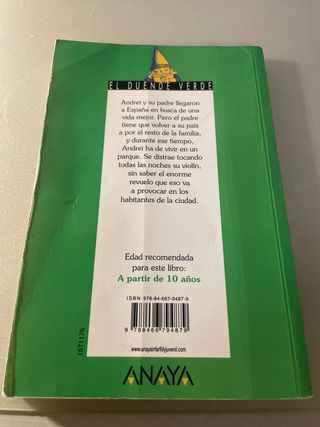 EL DUENDE VERDE
Andrei y su padre llegaron
a España en busca de una
vida mejor. Pero el padre
tiene que volver a su país
a por el resto de la familia,
y durante ese tiempo,
Andrei ha de vivir en un
parque. Se distrae tocando
todas las noches su violín,
sin saber el enorme
revuelo que eso va
a provocar en los
habitantes de la ciudad.
Edad recomendada
para este libro:
A partir de 10 años
ISBN 978-84-667-9487-9
9 788466 794879
1571176
www.anayainfantilyjuvenil.com
ANAYA